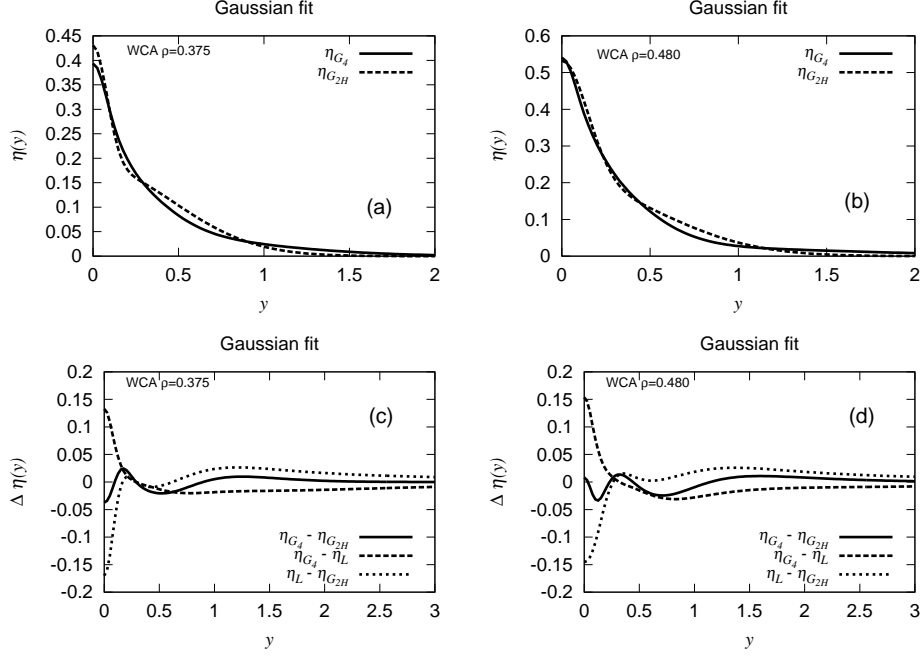 Gaussian fit
0.45
0.4
0.35
0.3
0.25
0.2
0.15
0.1
0.05
0
η(y)
WCA ρ=0.375
η_{G_4}
η_{G_{2H}}
(a)
0 0.5 1 1.5 2
y
Gaussian fit
0.6
0.5
0.4
0.3
0.2
0.1
0
η(y)
WCA ρ=0.480
η_{G_4}
η_{G_{2H}}
(b)
0 0.5 1 1.5 2
y
Gaussian fit
0.2
0.15
0.1
0.05
0
-0.05
-0.1
-0.15
-0.2
Δ η(y)
WCA ρ=0.375
(c)
η_{G_4} - η_{G_{2H}}
η_{G_4} - η_L
η_L - η_{G_{2H}}
0 0.5 1 1.5 2 2.5 3
y
Gaussian fit
0.2
0.15
0.1
0.05
0
-0.05
-0.1
-0.15
-0.2
Δ η(y)
WCA ρ=0.480
(d)
η_{G_4} - η_{G_{2H}}
η_{G_4} - η_L
η_L - η_{G_{2H}}
0 0.5 1 1.5 2 2.5 3
y